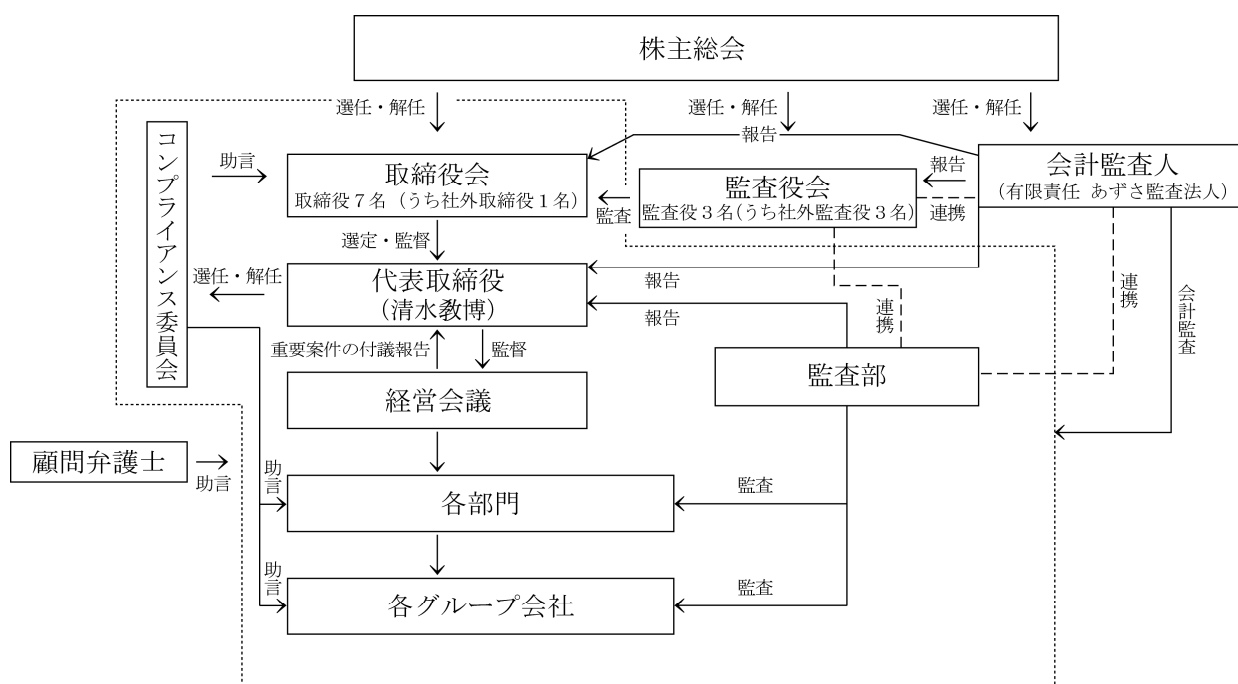 株主総会
選任・解任
選任・解任
選任・解任
報告
コンプライアンス委員会
助言
取締役会
取締役7名(うち社外取締役1名)
監査
監査役会
監査役3名(うち社外監査役3名)
報告
連携
会計監査人
(有限責任 あずさ監査法人)
選定・監督
選任・解任
代表取締役
(清水教博)
報告
報告
連携
連携
会計監査
重要案件の付議報告
監督
経営会議
監査部
顧問弁護士
助言
助言
各部門
監査
助言
各グループ会社
監査